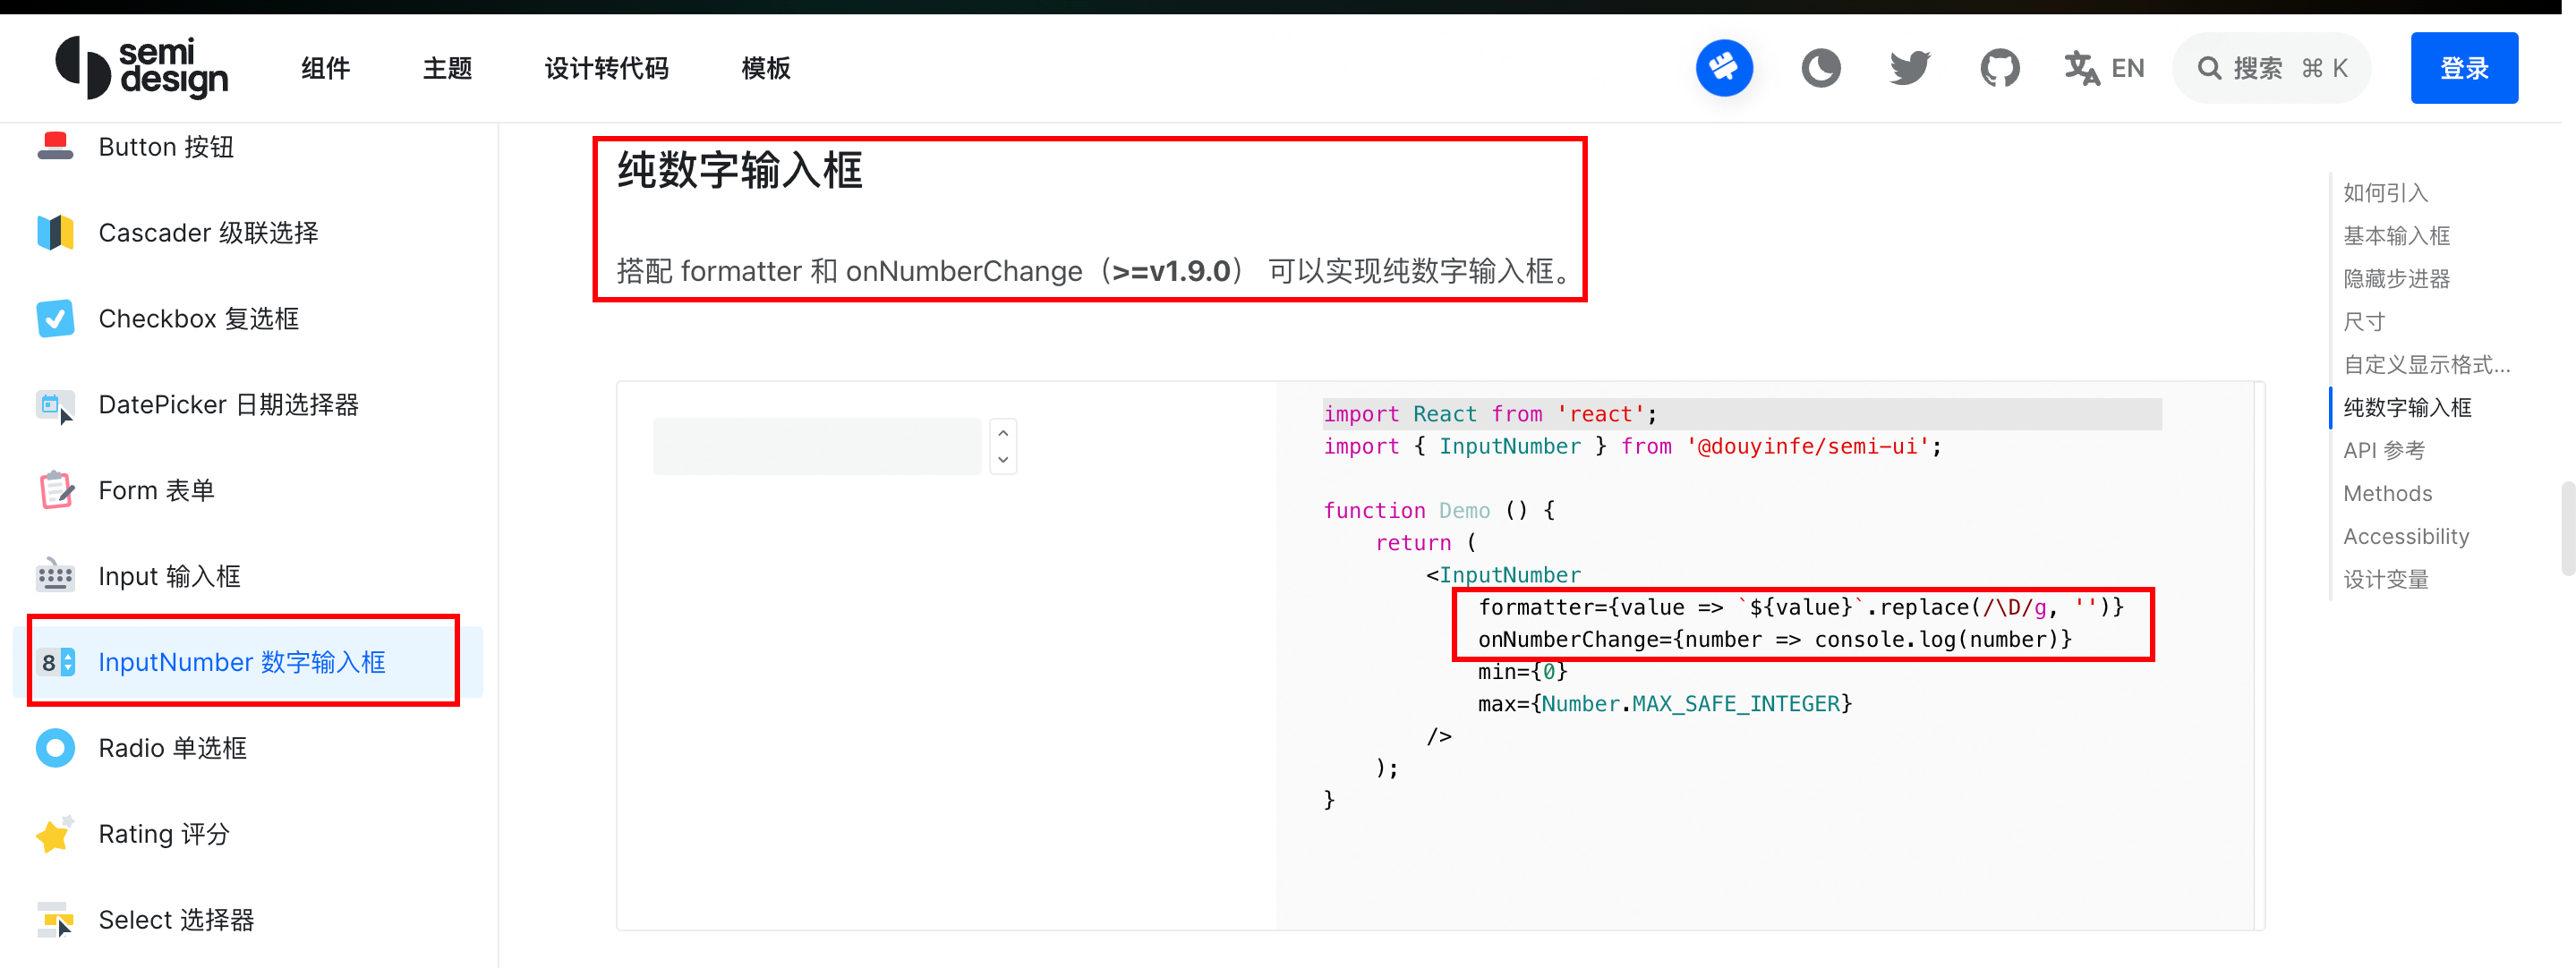 semi design
组件
主题
设计转代码
模板
EN
搜索 ⌘ K
登录
Button 按钮
Cascader 级联选择
Checkbox 复选框
DatePicker 日期选择器
Form 表单
Input 输入框
InputNumber 数字输入框
Radio 单选框
Rating 评分
Select 选择器
纯数字输入框
搭配 formatter 和 onNumberChange（>=v1.9.0） 可以实现纯数字输入框。
import React from 'react';
import { InputNumber } from '@douyinfe/semi-ui';
function Demo () {
return (
<InputNumber
formatter={value => `${value}`.replace(/\D/g, '')}
onNumberChange={number => console.log(number)}
min={0}
max={Number.MAX_SAFE_INTEGER}
/>
);
}
如何引入
基本输入框
隐藏步进器
尺寸
自定义显示格式...
纯数字输入框
API 参考
Methods
Accessibility
设计变量